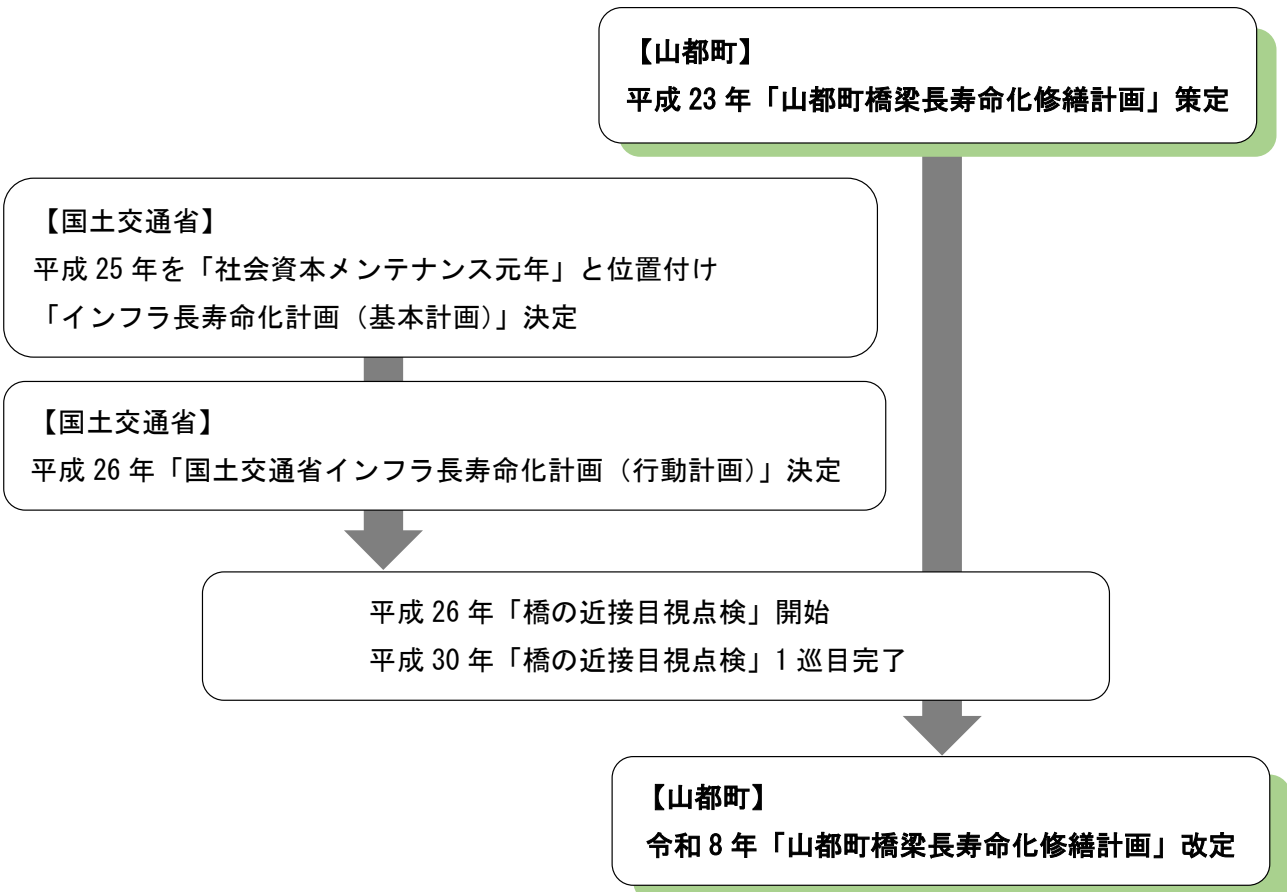 【山都町】
平成 23 年「山都町橋梁長寿命化修繕計画」策定
【国土交通省】
平成 25 年を「社会資本メンテナンス元年」と位置付け
「インフラ長寿命化計画（基本計画）」決定
【国土交通省】
平成 26 年「国土交通省インフラ長寿命化計画（行動計画）」決定
平成 26 年「橋の近接目視点検」開始
平成 30 年「橋の近接目視点検」1 巡目完了
【山都町】
令和 8 年「山都町橋梁長寿命化修繕計画」改定